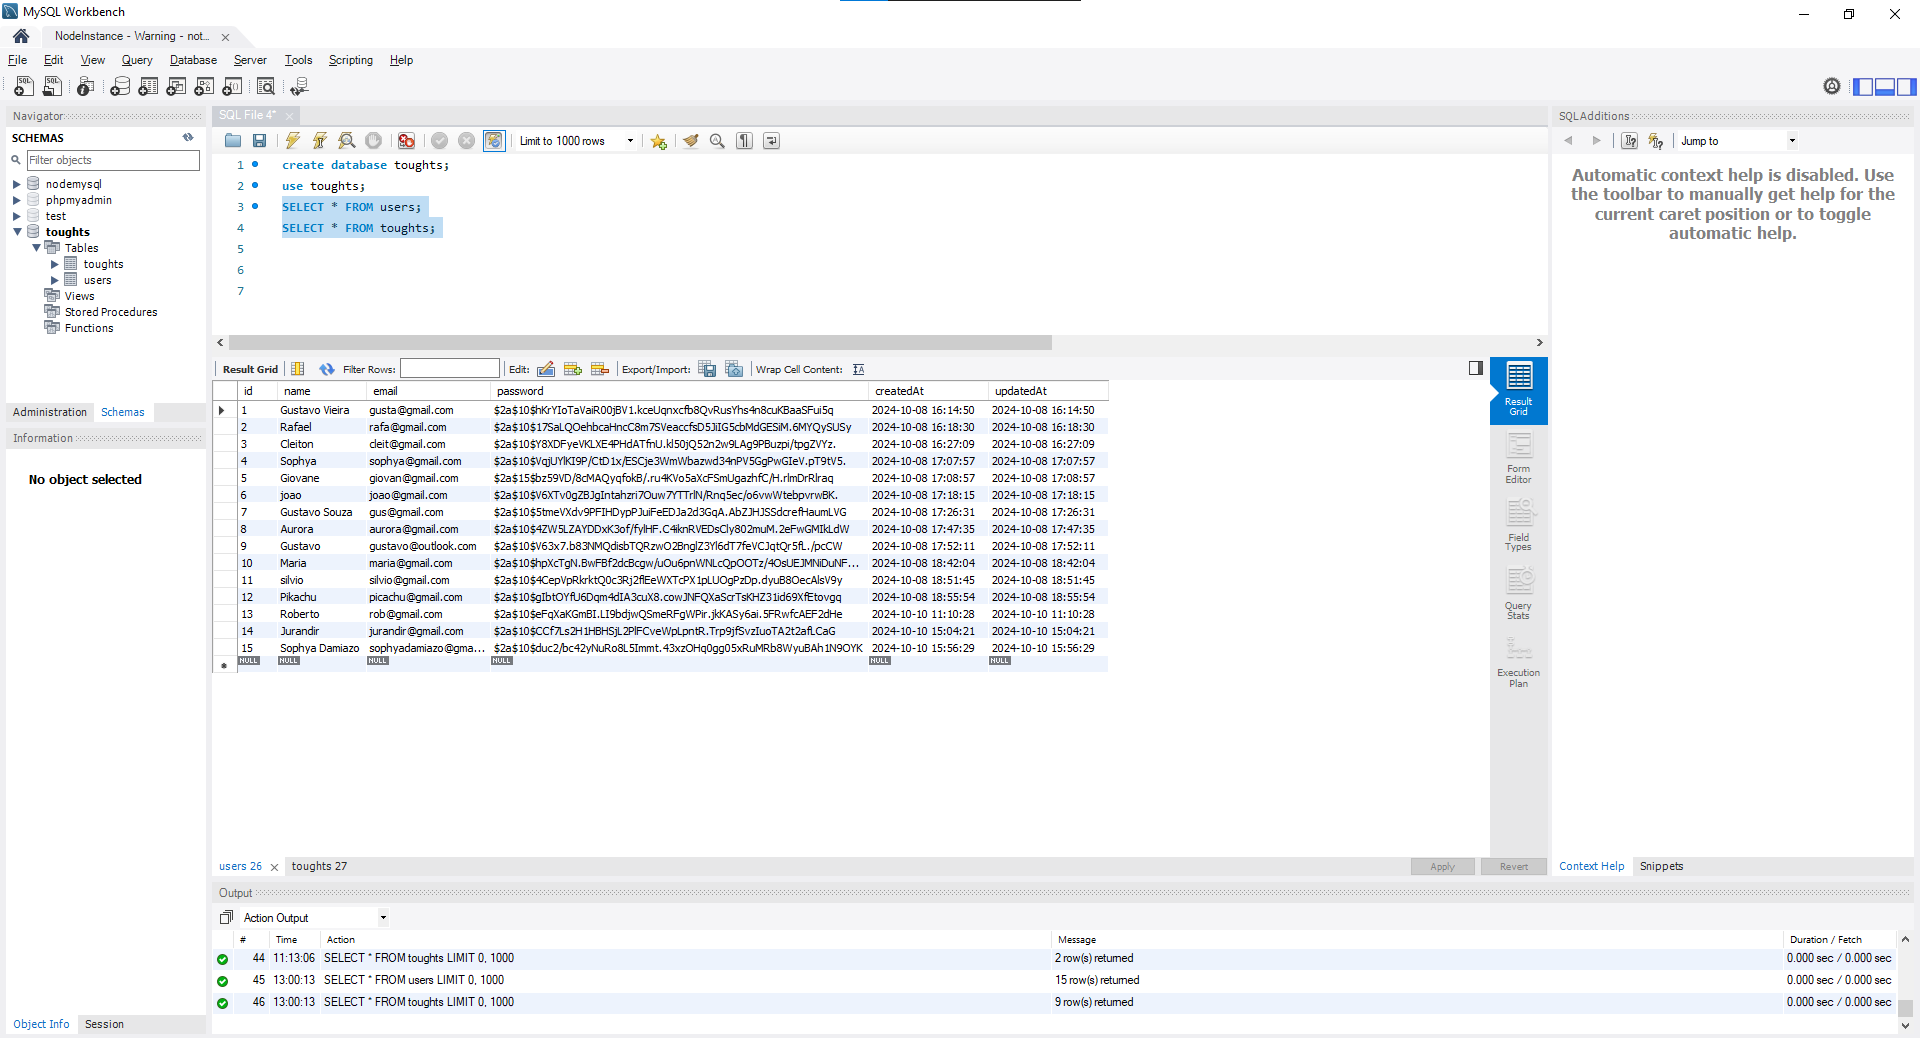 MySQL Workbench
NodeInstance - Warning - not...
File Edit View Query Database Server Tools Scripting Help
Navigator
SCHEMAS
Filter objects
nodemysql
phpmyadmin
test
toughts
Tables
toughts
users
Views
Stored Procedures
Functions
Administration Schemas
Information
No object selected
Object Info Session
SQL File 4*
Limit to 1000 rows
1 create database toughts;
2 use toughts;
3 SELECT * FROM users;
4 SELECT * FROM toughts;
5
6
7
Result Grid Filter Rows: Edit: Export/Import: Wrap Cell Content:
id name email password createdAt updatedAt
1 Gustavo Vieira gusta@gmail.com $2a$10$hKrYIoTaVaiR00jBV1.kceUqnxcfb8QvRusYhs4n8cuKBaaSFui5q 2024-10-08 16:14:50 2024-10-08 16:14:50
2 Rafael rafa@gmail.com $2a$10$17SaLQOehbcaHncC8m7SVeaccfsD5JiIG5cbMdGESiM.6MYQySUSy 2024-10-08 16:18:30 2024-10-08 16:18:30
3 Cleiton cleit@gmail.com $2a$10$Y8XDFyeVKLXE4PHdATfnU.kl50jQ52n2w9LAg9PBuzpi/tpgZVYz. 2024-10-08 16:27:09 2024-10-08 16:27:09
4 Sophya sophya@gmail.com $2a$10$VqjUYlKI9P/CtD1x/ESCje3WmWbazwd34nPV5GgPwGIeV.pT9tV5. 2024-10-08 17:07:57 2024-10-08 17:07:57
5 Giovane giovan@gmail.com $2a$15$bz59VD/8cMAQyqfokB/.ru4KVo5aXcFSmUgazhfC/H.rlmDrRlraq 2024-10-08 17:08:57 2024-10-08 17:08:57
6 joao joao@gmail.com $2a$10$V6XTv0gZBJgIntahzri7Ouw7YTTrlN/Rnq5ec/o6vwWtebpvrwBK. 2024-10-08 17:18:15 2024-10-08 17:18:15
7 Gustavo Souza gus@gmail.com $2a$10$5tmeVXdv9PFIHDypPJuiFeEDJa2d3GqA.AbZJHJSSdcrefHaumLVG 2024-10-08 17:26:31 2024-10-08 17:26:31
8 Aurora aurora@gmail.com $2a$10$4ZW5LZAYDDxK3of/fylHF.C4iknRVEDsCly802muM.2eFwGMIkLdW 2024-10-08 17:47:35 2024-10-08 17:47:35
9 Gustavo gustavo@outlook.com $2a$10$V63x7.b83NMQdisbTQRzwO2BnglZ3Yl6dT7feVCJqtQr5fL./pcCW 2024-10-08 17:52:11 2024-10-08 17:52:11
10 Maria maria@gmail.com $2a$10$hpXcTgN.BwFBf2dcBcgw/uOu6pnWNLcQpOOTz/4OsUEJMNiDuNF... 2024-10-08 18:42:04 2024-10-08 18:42:04
11 silvio silvio@gmail.com $2a$10$4CepVpRkrktQ0c3Rj2flEeWXTcPX1pLUOgPzDp.dyuB8OecAlsV9y 2024-10-08 18:51:45 2024-10-08 18:51:45
12 Pikachu picachu@gmail.com $2a$10$gIbtOYfU6Dqm4dIA3cuX8.cowJNFQXaScrTsKHZ31id69XfEtovgq 2024-10-08 18:55:54 2024-10-08 18:55:54
13 Roberto rob@gmail.com $2a$10$eFqXaKGmBI.LI9bdjwQSmeRFgWPir.jkKASy6ai.5FRwfcAEF2dHe 2024-10-10 11:10:28 2024-10-10 11:10:28
14 Jurandir jurandir@gmail.com $2a$10$CCf7Ls2H1HBHSjL2PlFCveWpLpntR.Trp9jfSvzIuoTA2t2afLCaG 2024-10-10 15:04:21 2024-10-10 15:04:21
15 Sophya Damiazo sophyadamiazo@gma... $2a$10$duc2/bc42yNuRo8L5Immt.43xzOHq0gg05xRuMRb8WyuBAh1N9OYK 2024-10-10 15:56:29 2024-10-10 15:56:29
NULL NULL NULL NULL NULL NULL
Result Grid
Form Editor
Field Types
Query Stats
Execution Plan
users 26 toughts 27
Apply Revert
SQLAdditions
Jump to
Automatic context help is disabled. Use
the toolbar to manually get help for the
current caret position or to toggle
automatic help.
Context Help Snippets
Output
Action Output
# Time Action Message Duration / Fetch
44 11:13:06 SELECT * FROM toughts LIMIT 0, 1000 2 row(s) returned 0.000 sec / 0.000 sec
45 13:00:13 SELECT * FROM users LIMIT 0, 1000 15 row(s) returned 0.000 sec / 0.000 sec
46 13:00:13 SELECT * FROM toughts LIMIT 0, 1000 9 row(s) returned 0.000 sec / 0.000 sec